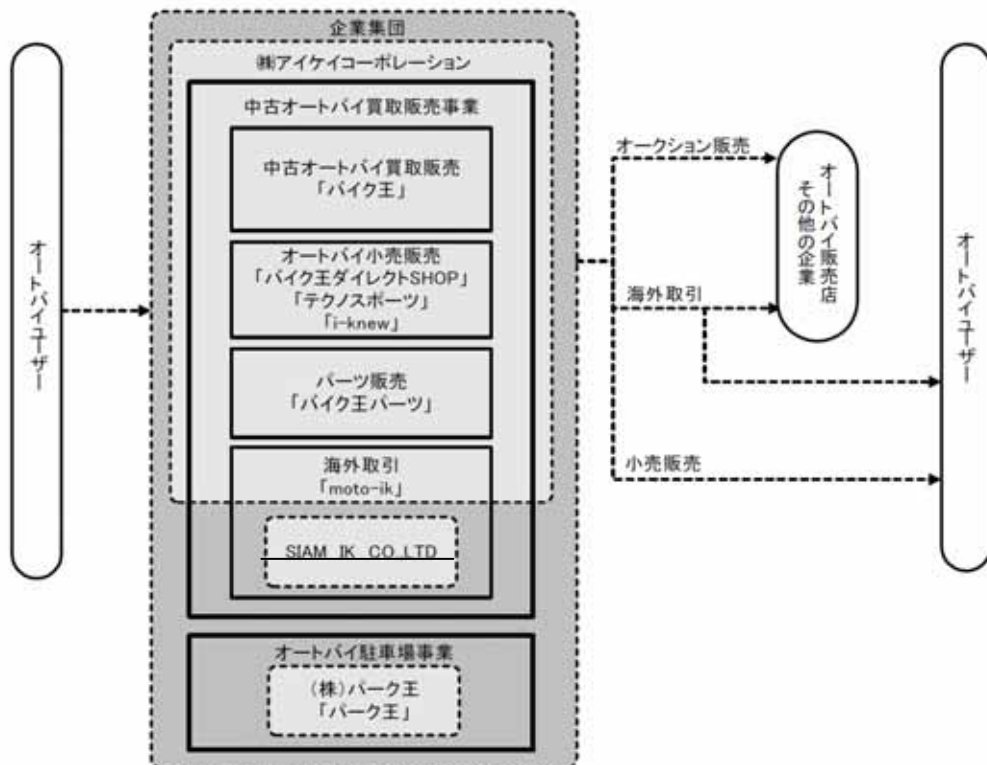 企業集団
㈱アイケイコーポレーション
中古オートバイ買取販売事業
中古オートバイ買取販売
「バイク王」
オートバイ小売販売
「バイク王ダイレクトSHOP」
「テクノスポーツ」
「i-knew」
パーツ販売
「バイク王パーツ」
海外取引
「moto-ik」
SIAM IK CO.,LTD
オートバイ駐車場事業
(株)パーク王
「パーク王」
オートバイユーザー
オークション販売
海外取引
小売販売
オートバイ販売店
その他の企業
オートバイユーザー